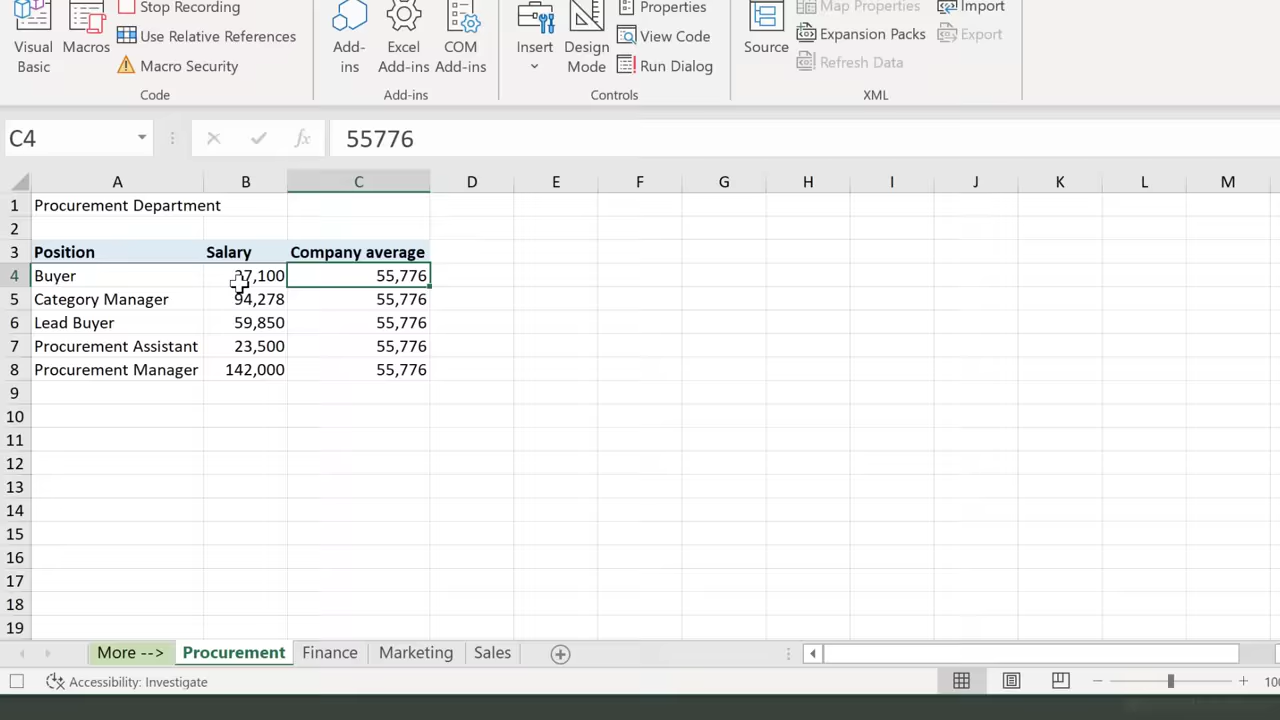 Stop Recording
Properties
Map Properties
Import
Use Relative References
View Code
Expansion Packs
Export
Visual Basic
Macros
Macro Security
Add-ins
Excel Add-ins
COM Add-ins
Insert
Design Mode
Run Dialog
Source
Refresh Data
Code
Add-ins
Controls
XML
C4
fx
55776
A B C D E F G H I J K L M
1 Procurement Department
2
3 Position Salary Company average
4 Buyer 7,100 55,776
5 Category Manager 94,278 55,776
6 Lead Buyer 59,850 55,776
7 Procurement Assistant 23,500 55,776
8 Procurement Manager 142,000 55,776
9
10
11
12
13
14
15
16
17
18
19
More --> Procurement Finance Marketing Sales
Accessibility: Investigate